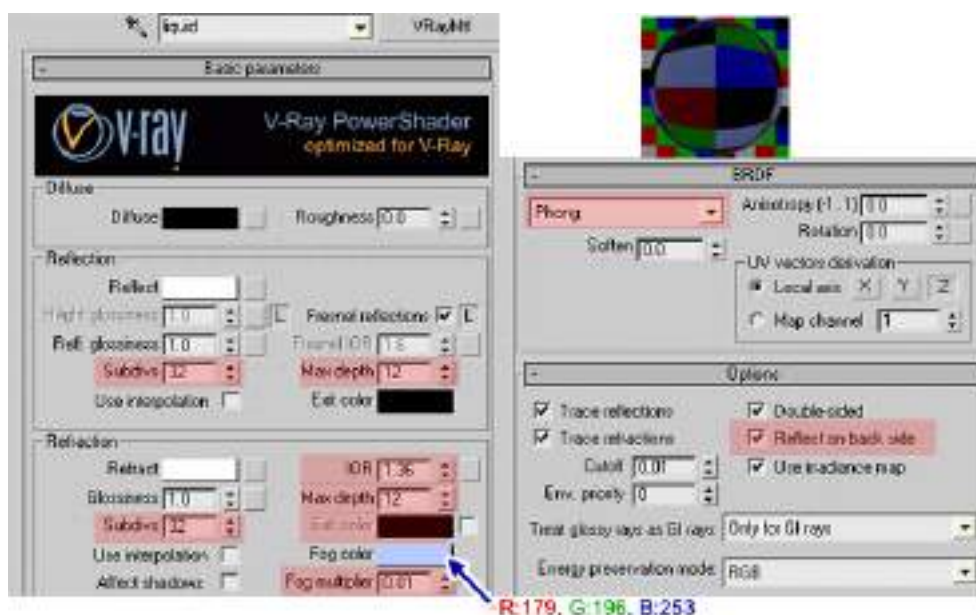 liquid VRayMtl
- Basic parameters
v-ray V-Ray PowerShader
optimized for V-Ray
Diffuse
Diffuse Roughness 0.0
Reflection
Reflect
Hilight glossiness 1.0 L Fresnel reflections L
Refl. glossiness 1.0 Fresnel IOR 1.6
Subdivs 32 Max depth 12
Use interpolation Exit color
Refraction
Refract IOR 1.36
Glossiness 1.0 Max depth 12
Subdivs 32 Exit color
Use interpolation Fog color
Affect shadows Fog multiplier 0.01
R:179, G:196, B:253
- BRDF
Phong Anisotropy (-1..1) 0.0
Rotation 0.0
Soften 0.0
UV vectors derivation
Local axis X Y Z
Map channel 1
- Options
Trace reflections Double-sided
Trace refractions Reflect on back side
Cutoff 0.01 Use irradiance map
Env. priority 0
Treat glossy rays as GI rays Only for GI rays
Energy preservation mode RGB